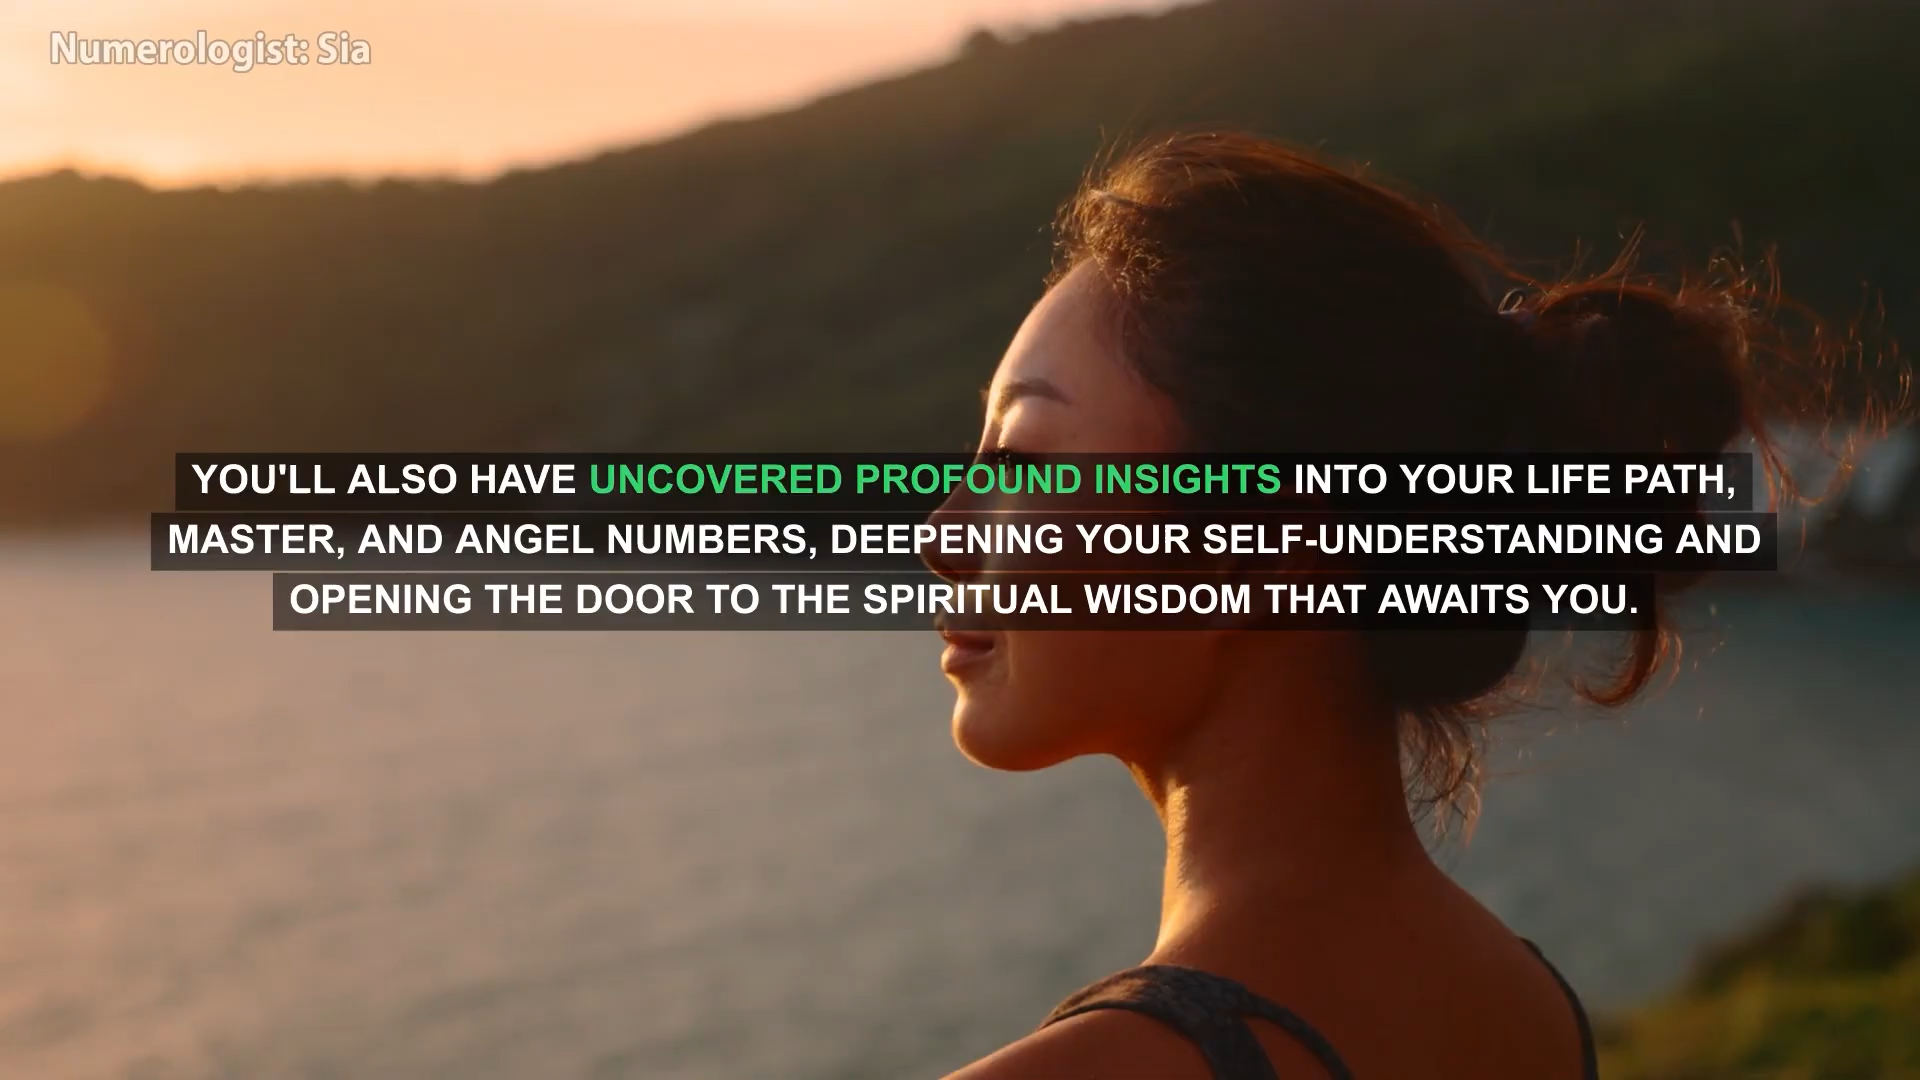 Numerologist: Sia
YOU'LL ALSO HAVE UNCOVERED PROFOUND INSIGHTS INTO YOUR LIFE PATH,
MASTER, AND ANGEL NUMBERS, DEEPENING YOUR SELF-UNDERSTANDING AND
OPENING THE DOOR TO THE SPIRITUAL WISDOM THAT AWAITS YOU.